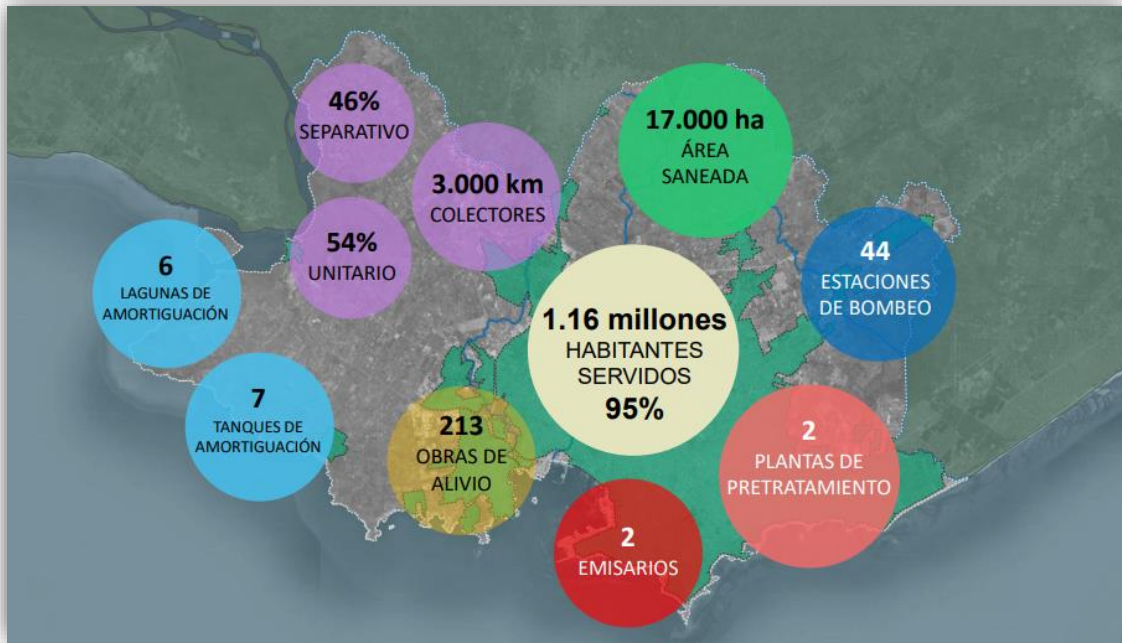 46%
SEPARATIVO
17.000 ha
ÁREA
SANEADA
3.000 km
COLECTORES
54%
UNITARIO
6
LAGUNAS DE
AMORTIGUACIÓN
44
ESTACIONES
DE BOMBEO
1.16 millones
HABITANTES
SERVIDOS
95%
7
TANQUES DE
AMORTIGUACIÓN
213
OBRAS DE
ALIVIO
2
PLANTAS DE
PRETRATAMIENTO
2
EMISARIOS